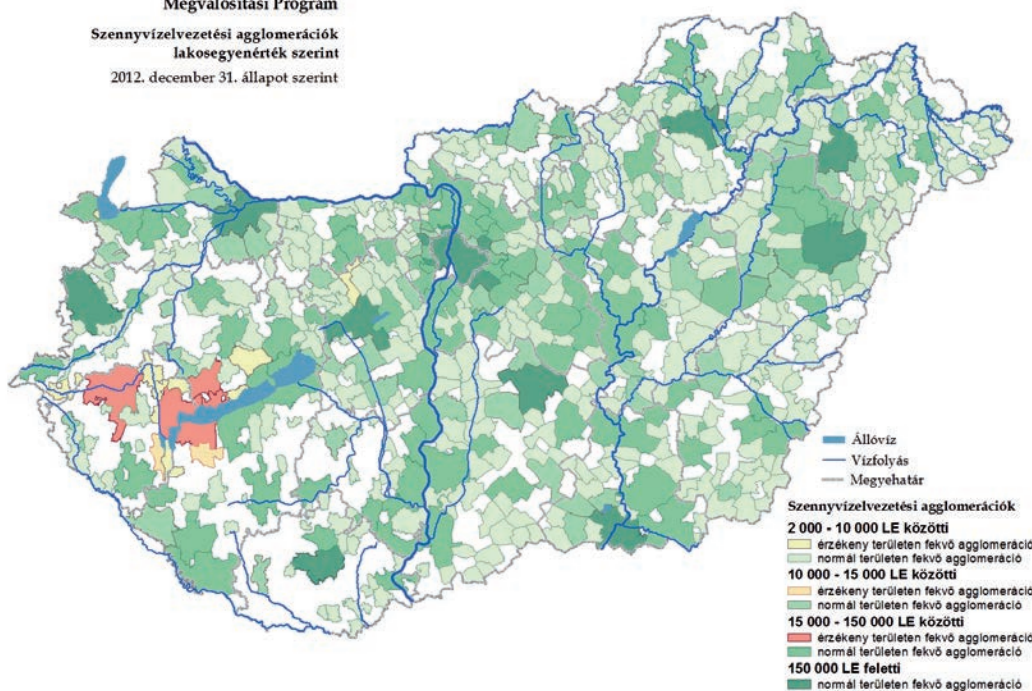 Megvalósítási Program
Szennyvízelvezetési agglomerációk
lakosegyenérték szerint
2012. december 31. állapot szerint
Állóvíz
Vízfolyás
Megyehatár
Szennyvízelvezetési agglomerációk
2 000 - 10 000 LE közötti
érzékeny területen fekvő agglomeráció
normál területen fekvő agglomeráció
10 000 - 15 000 LE közötti
érzékeny területen fekvő agglomeráció
normál területen fekvő agglomeráció
15 000 - 150 000 LE közötti
érzékeny területen fekvő agglomeráció
normál területen fekvő agglomeráció
150 000 LE feletti
normál területen fekvő agglomeráció